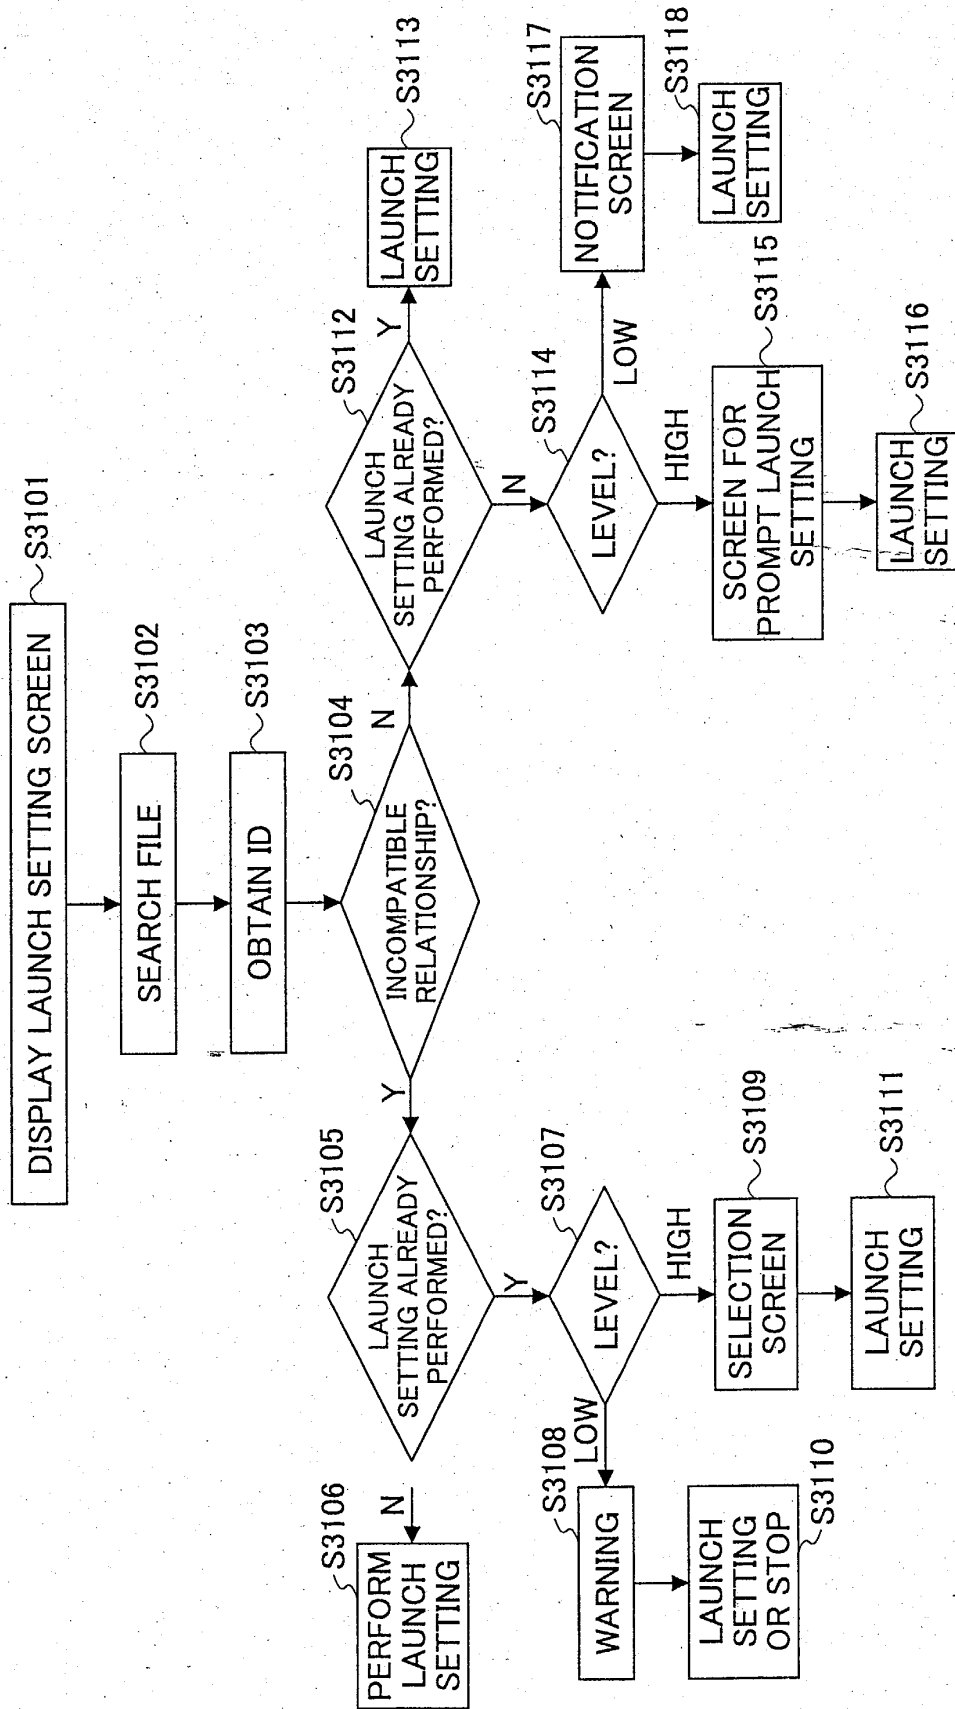 DISPLAY LAUNCH SETTING SCREEN
S3101
SEARCH FILE
S3102
OBTAIN ID
S3103
INCOMPATIBLE
RELATIONSHIP?
S3104
Y
N
LAUNCH
SETTING ALREADY
PERFORMED?
S3105
N
PERFORM
LAUNCH
SETTING
S3106
Y
LEVEL?
S3107
LOW
WARNING
S3108
LAUNCH
SETTING
OR STOP
S3110
HIGH
SELECTION
SCREEN
S3109
LAUNCH
SETTING
S3111
LAUNCH
SETTING ALREADY
PERFORMED?
S3112
Y
LAUNCH
SETTING
S3113
N
LEVEL?
S3114
HIGH
SCREEN FOR
PROMPT LAUNCH
SETTING
S3115
LAUNCH
SETTING
S3116
LOW
NOTIFICATION
SCREEN
S3117
LAUNCH
SETTING
S3118